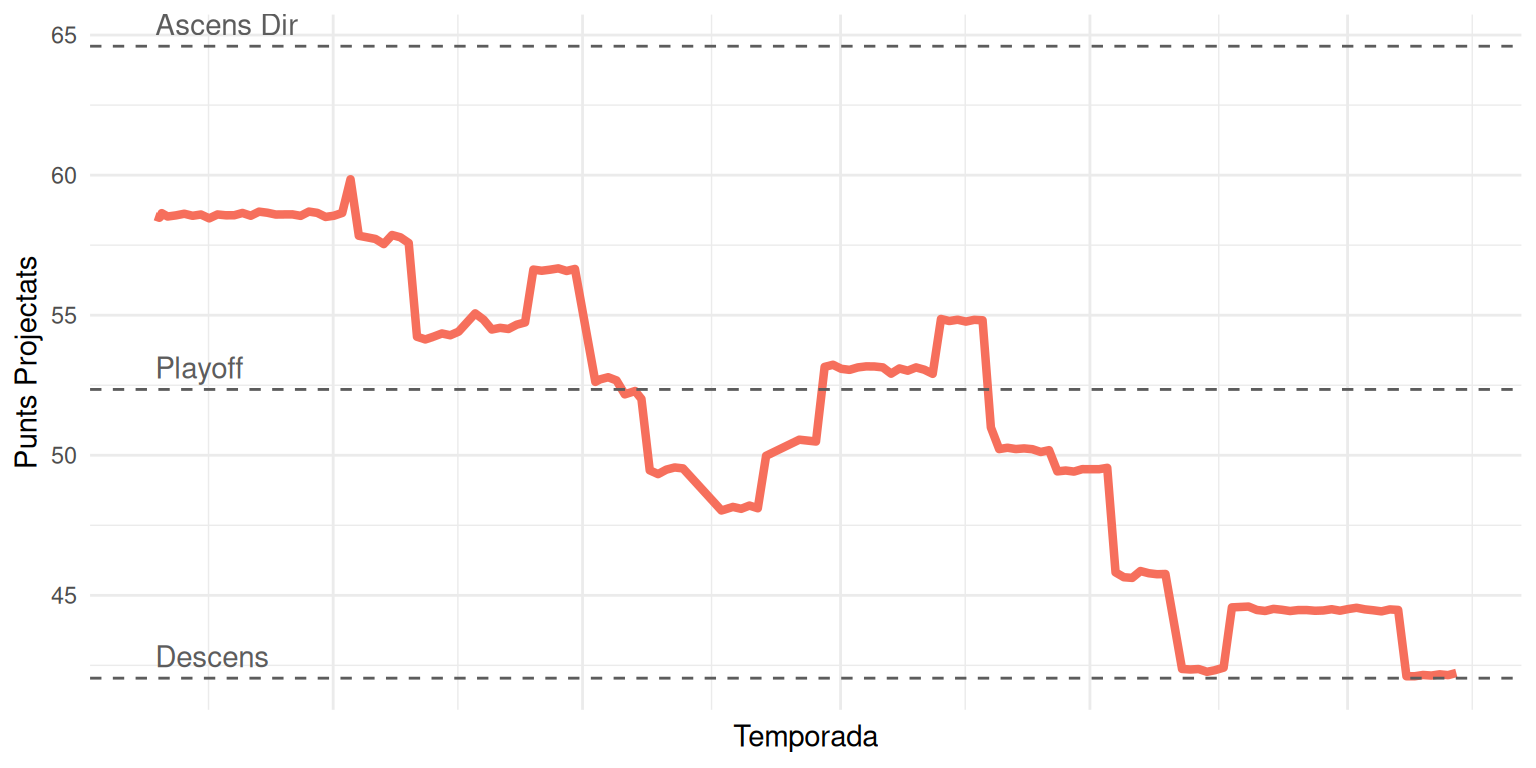 Ascens Dir
65
60
55
Playoff
50
45
Descens
Punts Projectats
Temporada